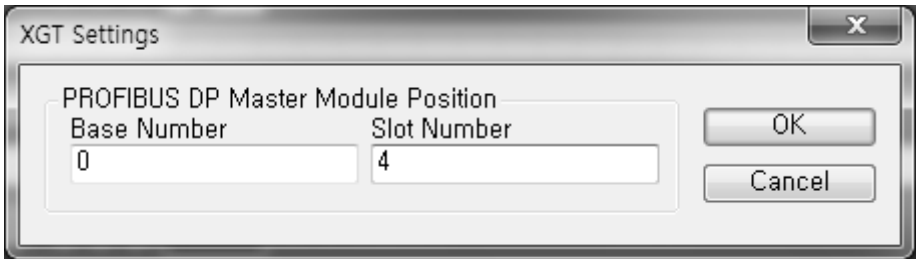 XGT Settings
X
PROFIBUS DP Master Module Position
Base Number
Slot Number
0
4
OK
Cancel